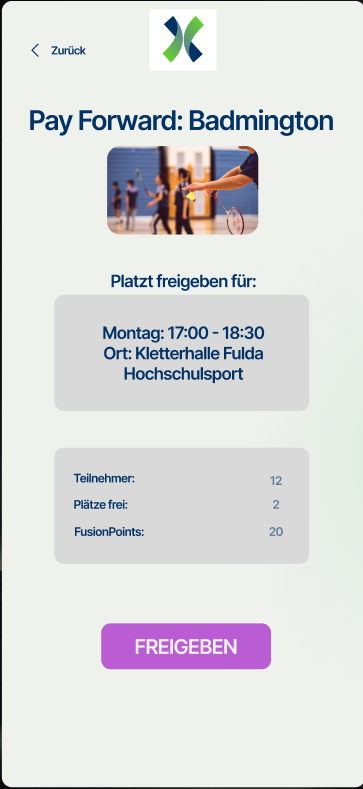 Zurück
Pay Forward: Badmington
Platzt freigeben für:
Montag: 17:00 - 18:30
Ort: Kletterhalle Fulda
Hochschulsport
Teilnehmer: 12
Plätze frei: 2
FusionPoints: 20
FREIGEBEN